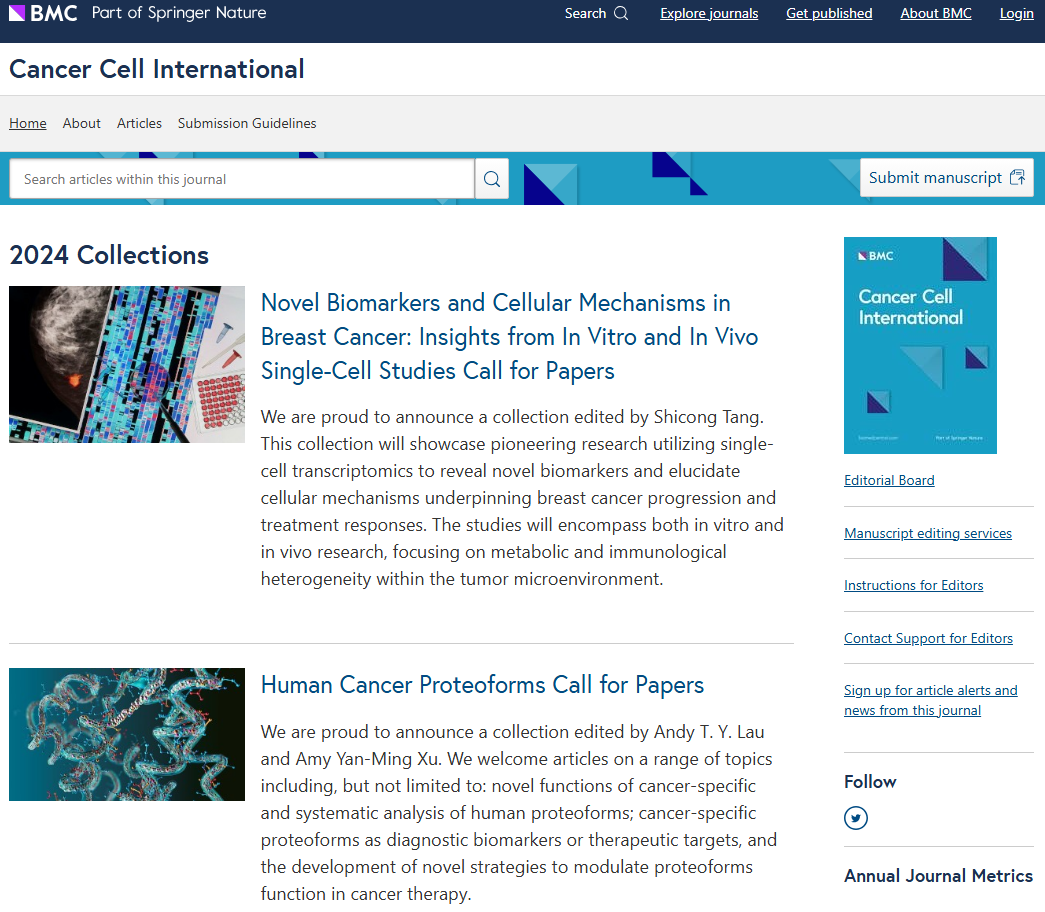 BMC Part of Springer Nature
Search
Explore journals
Get published
About BMC
Login
Cancer Cell International
Home
About
Articles
Submission Guidelines
Search articles within this journal
Submit manuscript
2024 Collections
Novel Biomarkers and Cellular Mechanisms in
Breast Cancer: Insights from In Vitro and In Vivo
Single-Cell Studies Call for Papers
We are proud to announce a collection edited by Shicong Tang.
This collection will showcase pioneering research utilizing single-
cell transcriptomics to reveal novel biomarkers and elucidate
cellular mechanisms underpinning breast cancer progression and
treatment responses. The studies will encompass both in vitro and
in vivo research, focusing on metabolic and immunological
heterogeneity within the tumor microenvironment.
Human Cancer Proteoforms Call for Papers
We are proud to announce a collection edited by Andy T. Y. Lau
and Amy Yan-Ming Xu. We welcome articles on a range of topics
including, but not limited to: novel functions of cancer-specific
and systematic analysis of human proteoforms; cancer-specific
proteoforms as diagnostic biomarkers or therapeutic targets, and
the development of novel strategies to modulate proteoforms
function in cancer therapy.
BMC
Cancer Cell
International
biomedcentral.com
Part of Springer Nature
Editorial Board
Manuscript editing services
Instructions for Editors
Contact Support for Editors
Sign up for article alerts and
news from this journal
Follow
Annual Journal Metrics